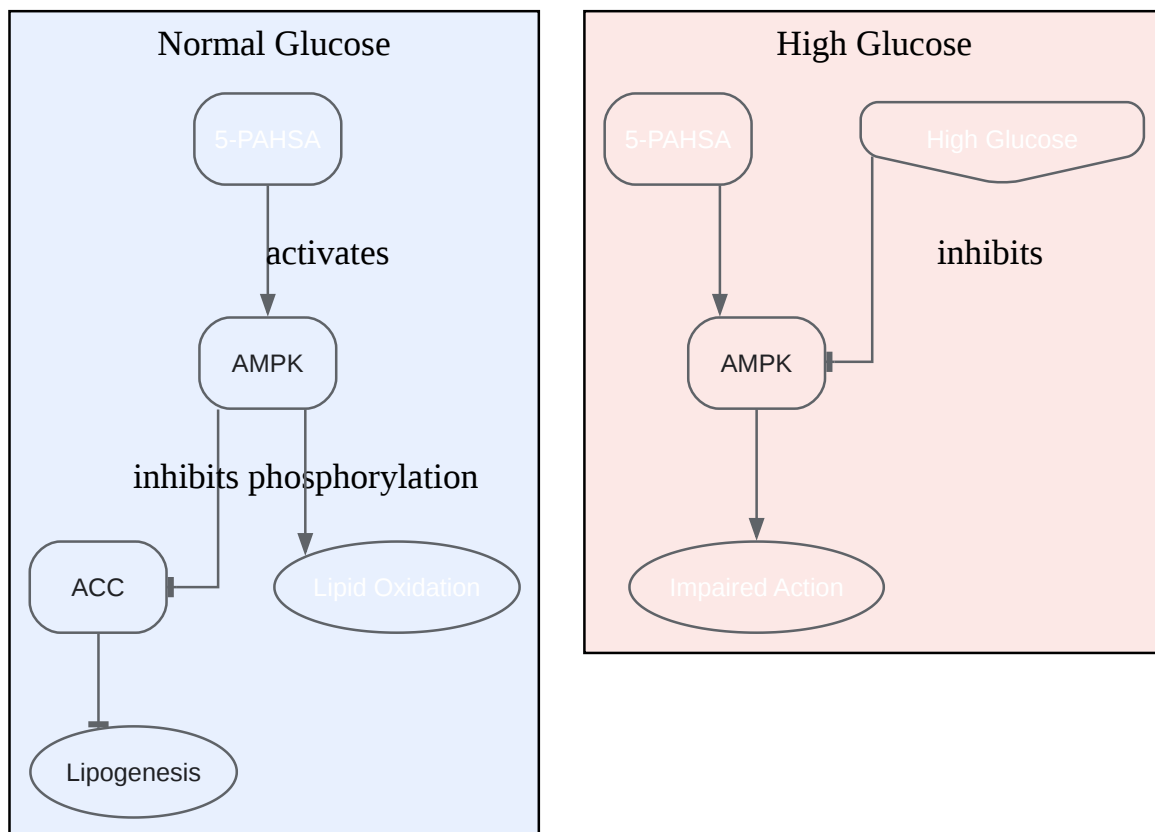 Normal Glucose
5-PAHSA
activates
AMPK
inhibits phosphorylation
ACC
Lipid Oxidation
Lipogenesis
High Glucose
5-PAHSA
High Glucose
inhibits
AMPK
Impaired Action